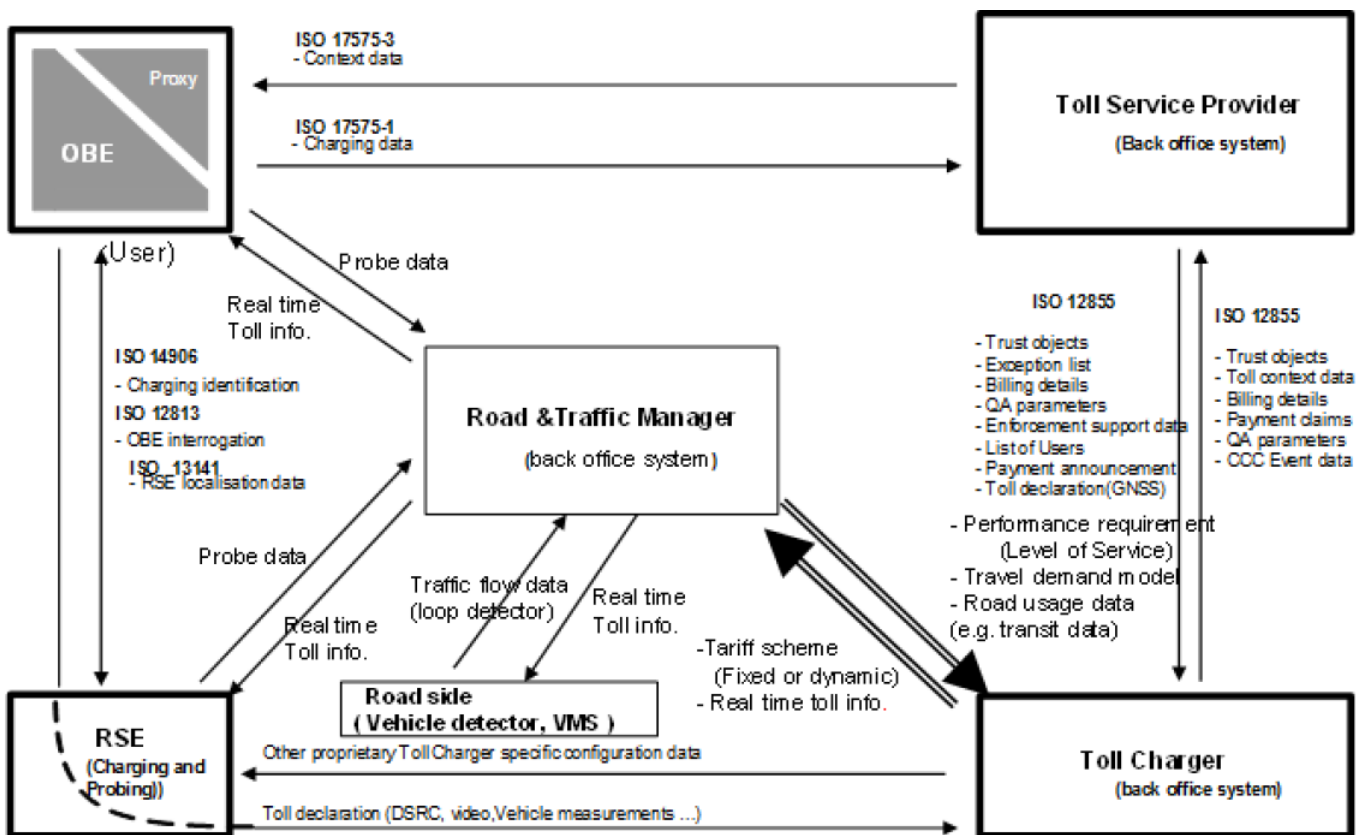 ISO 17575-3
- Context data
Proxy
OBE
ISO 17575-1
- Charging data
Toll Service Provider
(Back office system)
(User)
Probe data
Real time
Toll info.
ISO 14906
- Charging identification
ISO 12813
- OBE interrogation
ISO_13141
- RSE localisation data
Road &Traffic Manager
(back office system)
ISO 12855
- Trust objects
- Exception list
- Billing details
- QA parameters
- Enforcement support data
- List of Users
- Payment announcement
- Toll declaration(GNSS)
ISO 12855
- Trust objects
- Toll context data
- Billing details
- Payment claims
- QA parameters
- CCC Event data
- Performance requirement
(Level of Service)
- Travel demand model
- Road usage data
(e.g. transit data)
Probe data
Real time
Toll info.
Traffic flow data
(loop detector)
Real time
Toll info.
-Tariff scheme
(Fixed or dynamic)
- Real time toll info.
Road side
( Vehicle detector, VMS )
RSE
(Charging and
Probing))
Other proprietary Toll Charger specific configuration data
Toll declaration (DSRC, video,Vehicle measurements ...)
Toll Charger
(back office system)